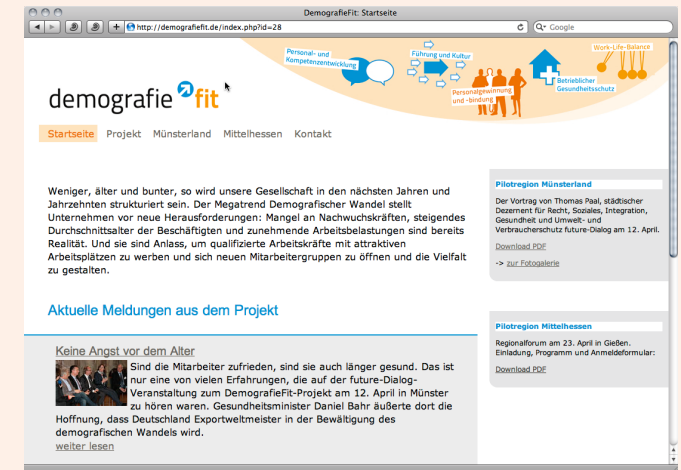 DemografieFit: Startseite
http://demografiefit.de/index.php?id=28
Google
Personal- und
Kompetenzentwicklung
Führung und Kultur
Work-Life-Balance
Personalgewinnung
und -bindung
Betrieblicher
Gesundheitsschutz
demografie fit
Startseite Projekt Münsterland Mittelhessen Kontakt
Weniger, älter und bunter, so wird unsere Gesellschaft in den nächsten Jahren und
Jahrzehnten strukturiert sein. Der Megatrend Demografischer Wandel stellt
Unternehmen vor neue Herausforderungen: Mangel an Nachwuchskräften, steigendes
Durchschnittsalter der Beschäftigten und zunehmende Arbeitsbelastungen sind bereits
Realität. Und sie sind Anlass, um qualifizierte Arbeitskräfte mit attraktiven
Arbeitsplätzen zu werben und sich neuen Mitarbeitergruppen zu öffnen und die Vielfalt
zu gestalten.
Aktuelle Meldungen aus dem Projekt
Keine Angst vor dem Alter
Sind die Mitarbeiter zufrieden, sind sie auch länger gesund. Das ist
nur eine von vielen Erfahrungen, die auf der future-Dialog-
Veranstaltung zum DemografieFit-Projekt am 12. April in Münster
zu hören waren. Gesundheitsminister Daniel Bahr äußerte dort die
Hoffnung, dass Deutschland Exportweltmeister in der Bewältigung des
demografischen Wandels wird.
weiter lesen
Pilotregion Münsterland
Der Vortrag von Thomas Paal, städtischer
Dezernent für Recht, Soziales, Integration,
Gesundheit und Umwelt- und
Verbraucherschutz future-Dialog am 12. April.
Download PDF
-> zur Fotogalerie
Pilotregion Mittelhessen
Regionalforum am 23. April in Gießen.
Einladung, Programm und Anmeldeformular:
Download PDF